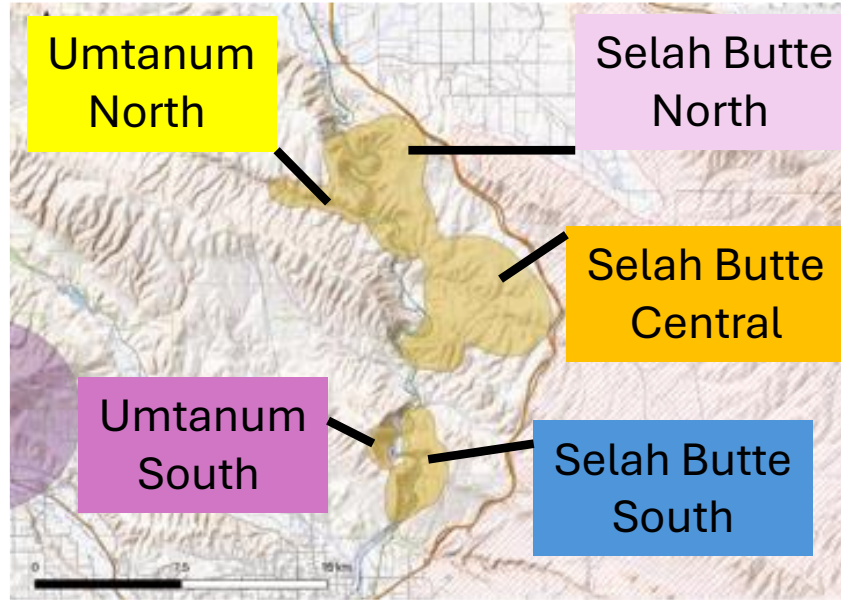 Umtanum
North
Selah Butte
North
Selah Butte
Central
Umtanum
South
Selah Butte
South
0 7.5 15 km